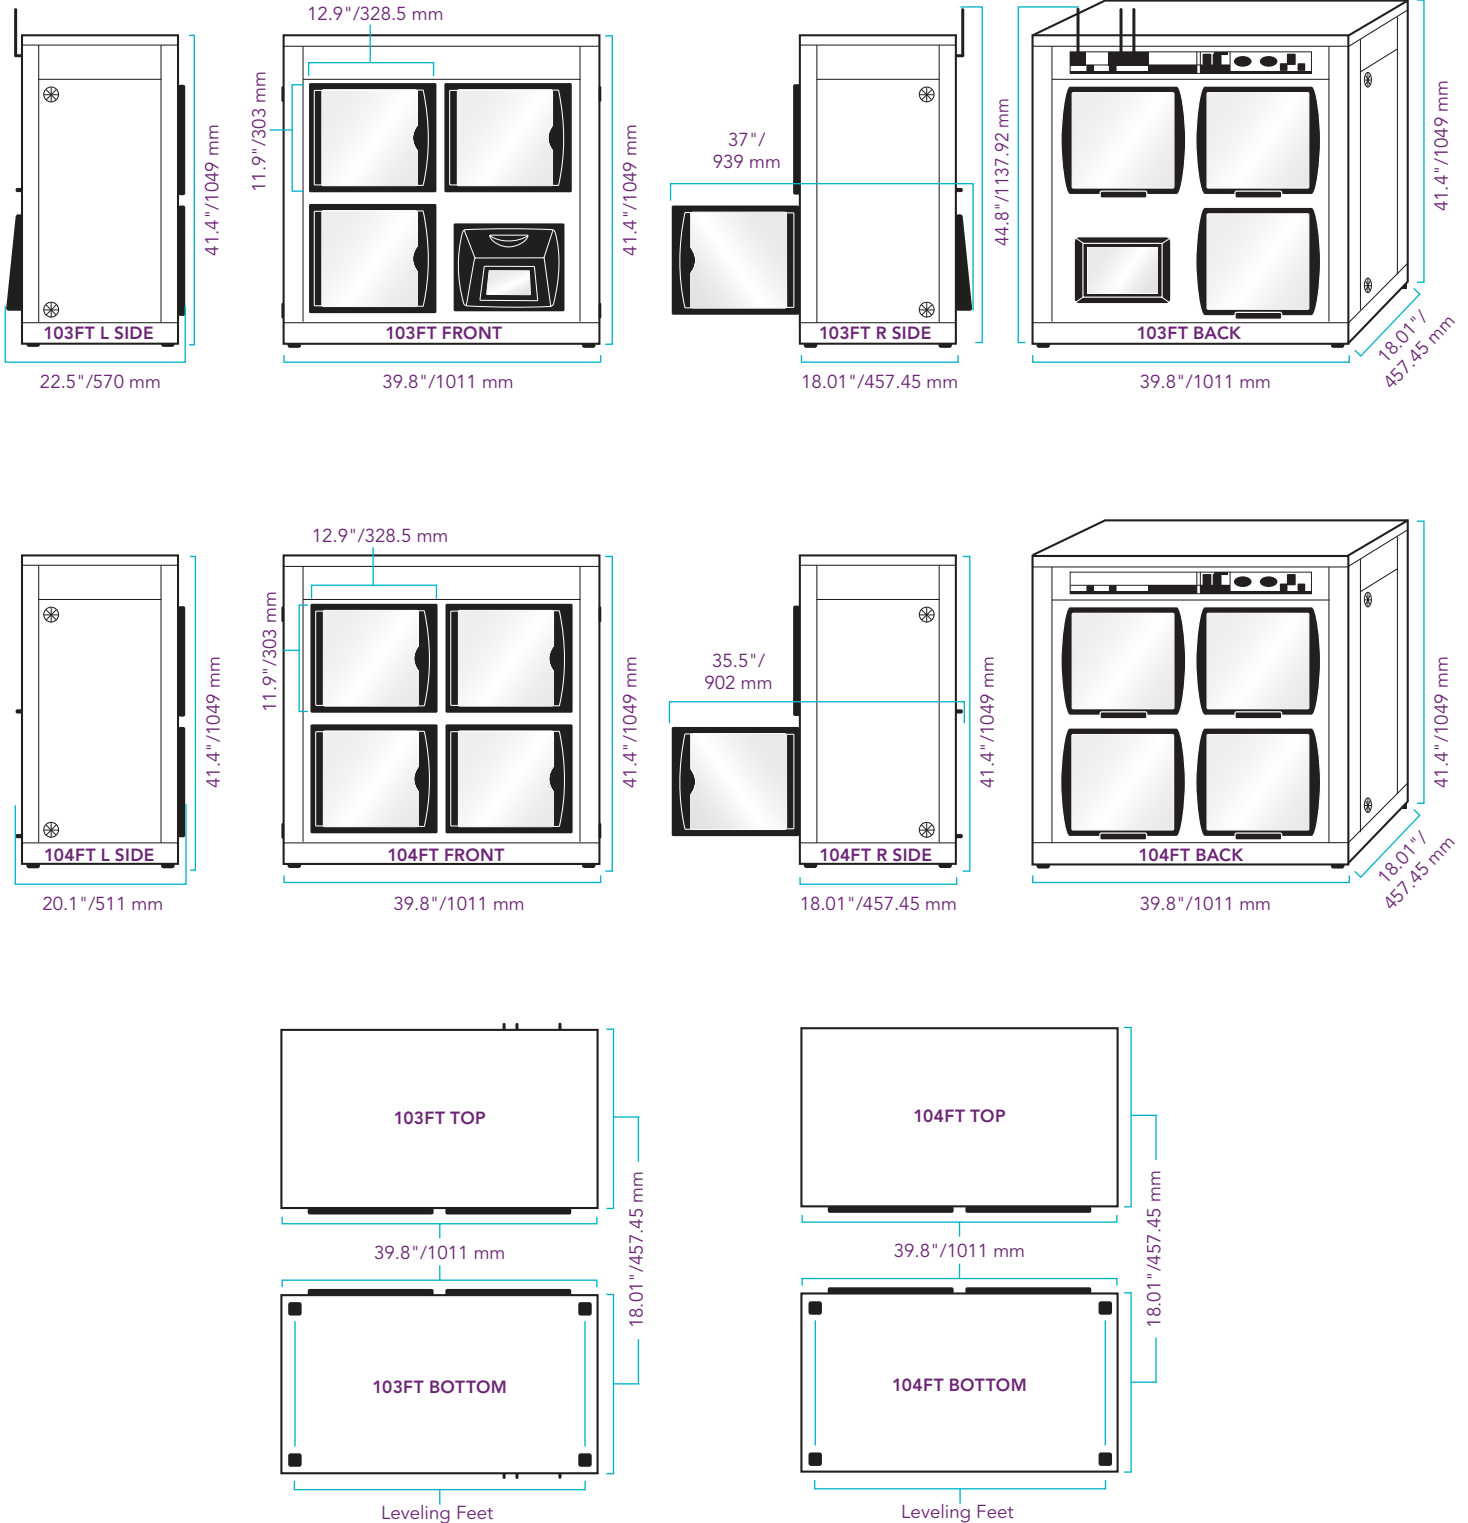 12.9"/328.5 mm
11.9"/303 mm
41.4"/1049 mm
41.4"/1049 mm
37"/
939 mm
44.8"/1137.92 mm
41.4"/1049 mm
103FT L SIDE
103FT FRONT
103FT R SIDE
103FT BACK
22.5"/570 mm
39.8"/1011 mm
18.01"/457.45 mm
39.8"/1011 mm
18.01"/
457.45 mm
12.9"/328.5 mm
11.9"/303 mm
41.4"/1049 mm
41.4"/1049 mm
35.5"/
902 mm
41.4"/1049 mm
41.4"/1049 mm
104FT L SIDE
104FT FRONT
104FT R SIDE
104FT BACK
20.1"/511 mm
39.8"/1011 mm
18.01"/457.45 mm
39.8"/1011 mm
18.01"/
457.45 mm
103FT TOP
104FT TOP
39.8"/1011 mm
18.01"/457.45 mm
39.8"/1011 mm
18.01"/457.45 mm
103FT BOTTOM
104FT BOTTOM
Leveling Feet
Leveling Feet